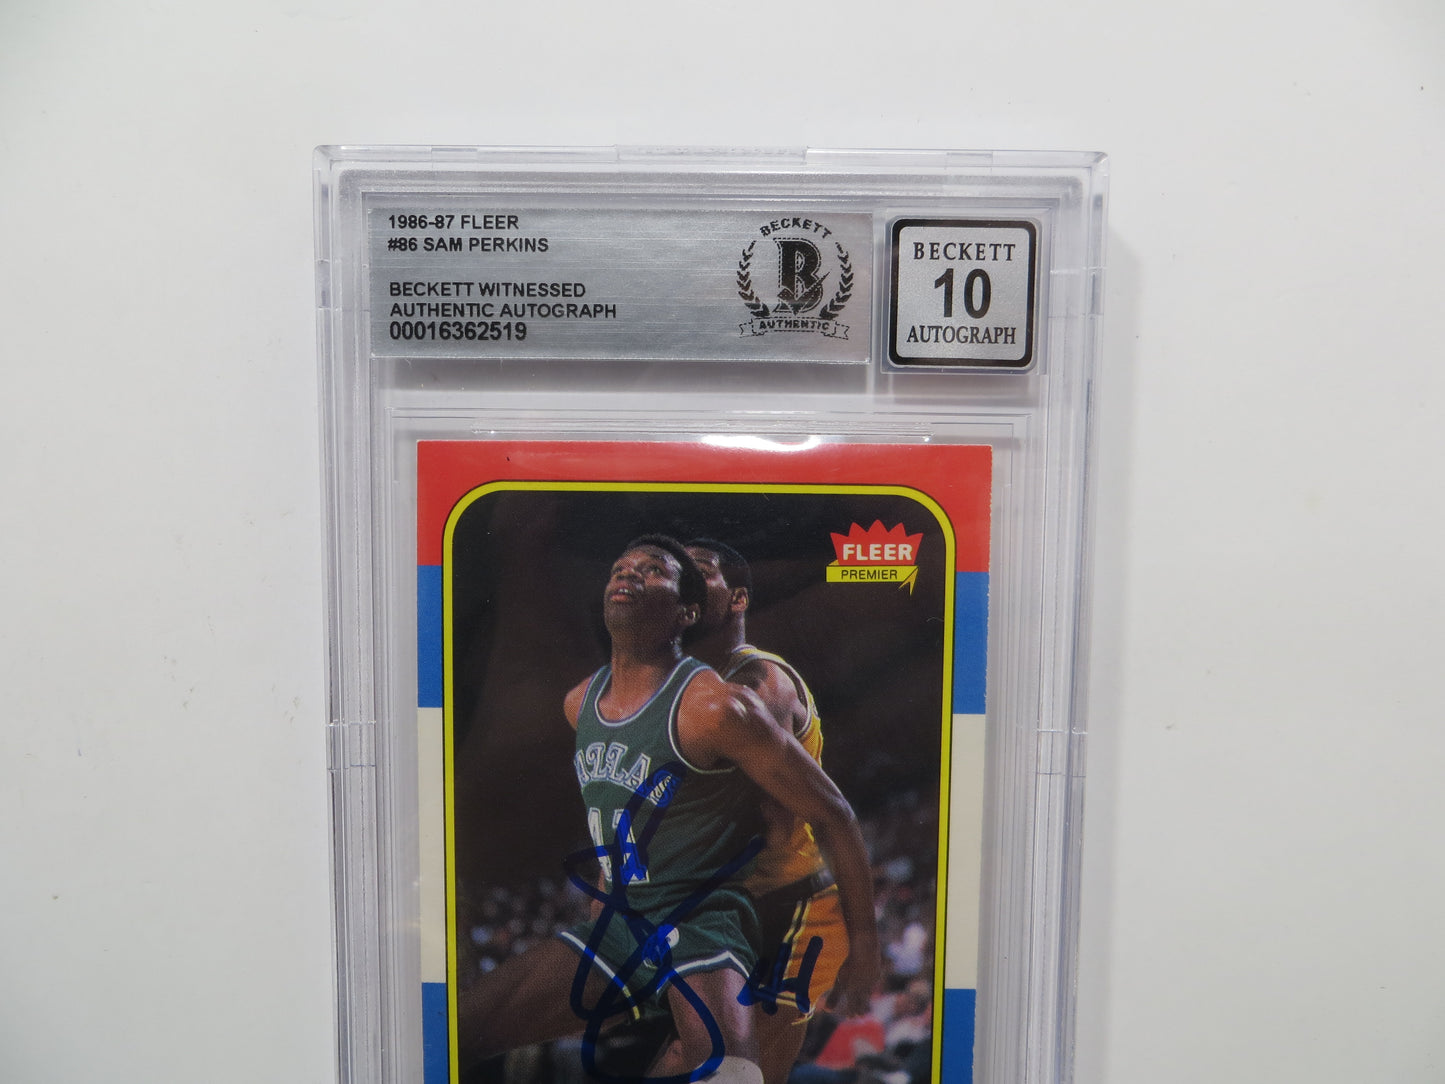 1986-87 FLEER
#86 SAM PERKINS
BECKETT WITNESSED
AUTHENTIC AUTOGRAPH
00016362519
BECKETT
B
AUTHENTIC
BECKETT
10
AUTOGRAPH
FLEER
PREMIER